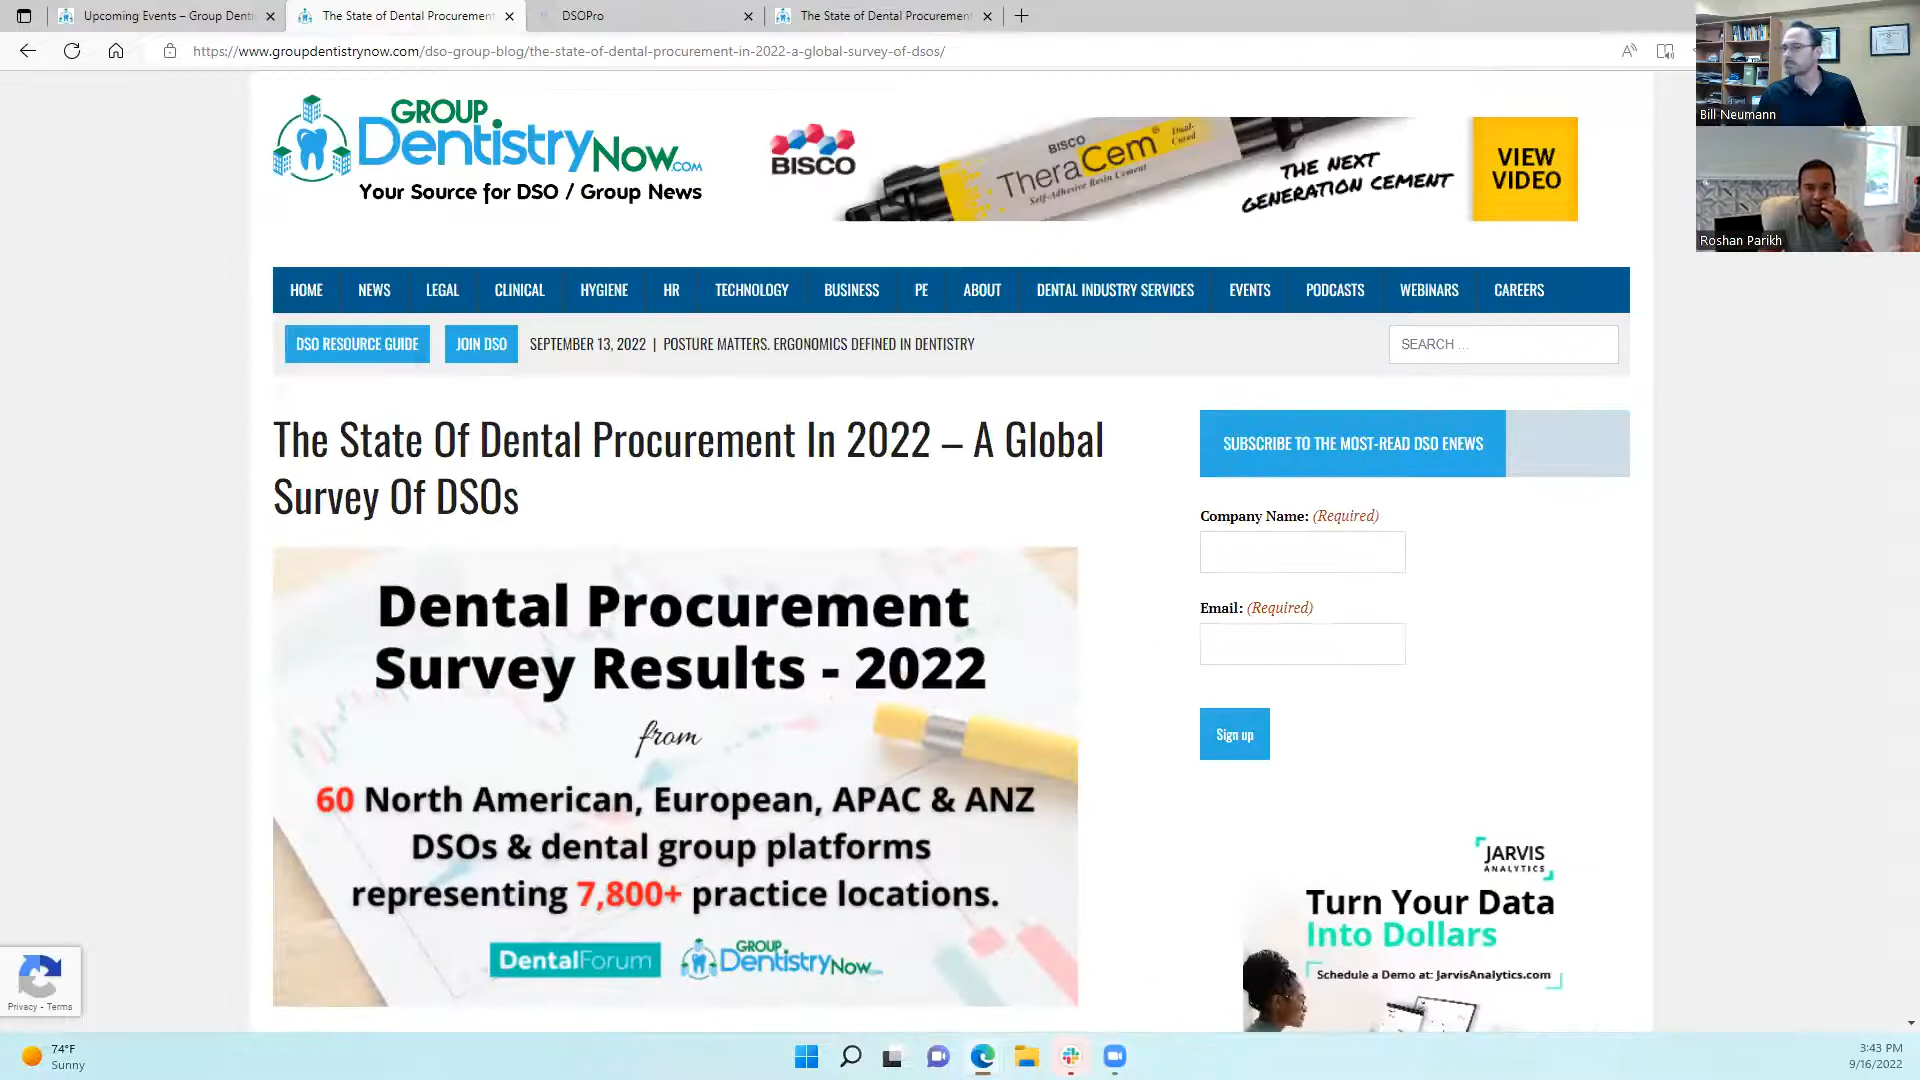 Upcoming Events – Group Denti
The State of Dental Procurement
DSOPro
The State of Dental Procurement
https://www.groupdentistrynow.com/dso-group-blog/the-state-of-dental-procurement-in-2022-a-global-survey-of-dsos/
Bill Neumann
Roshan Parikh
GROUP
DentistryNow.COM
Your Source for DSO / Group News
BISCO
BISCO
TheraCem®
Self-Adhesive Resin Cement
Dual-Cured
THE NEXT
GENERATION CEMENT
VIEW
VIDEO
HOME NEWS LEGAL CLINICAL HYGIENE HR TECHNOLOGY BUSINESS PE ABOUT DENTAL INDUSTRY SERVICES EVENTS PODCASTS WEBINARS CAREERS
DSO RESOURCE GUIDE JOIN DSO SEPTEMBER 13, 2022 | POSTURE MATTERS. ERGONOMICS DEFINED IN DENTISTRY SEARCH ...
The State Of Dental Procurement In 2022 – A Global
Survey Of DSOs
Dental Procurement
Survey Results - 2022
from
60 North American, European, APAC & ANZ
DSOs & dental group platforms
representing 7,800+ practice locations.
DentalForum
GROUP
DentistryNow
SUBSCRIBE TO THE MOST-READ DSO ENEWS
Company Name: (Required)
Email: (Required)
Sign up
JARVIS
ANALYTICS
Turn Your Data
Into Dollars
Schedule a Demo at: JarvisAnalytics.com
Privacy - Terms
74°F
Sunny
3:43 PM
9/16/2022